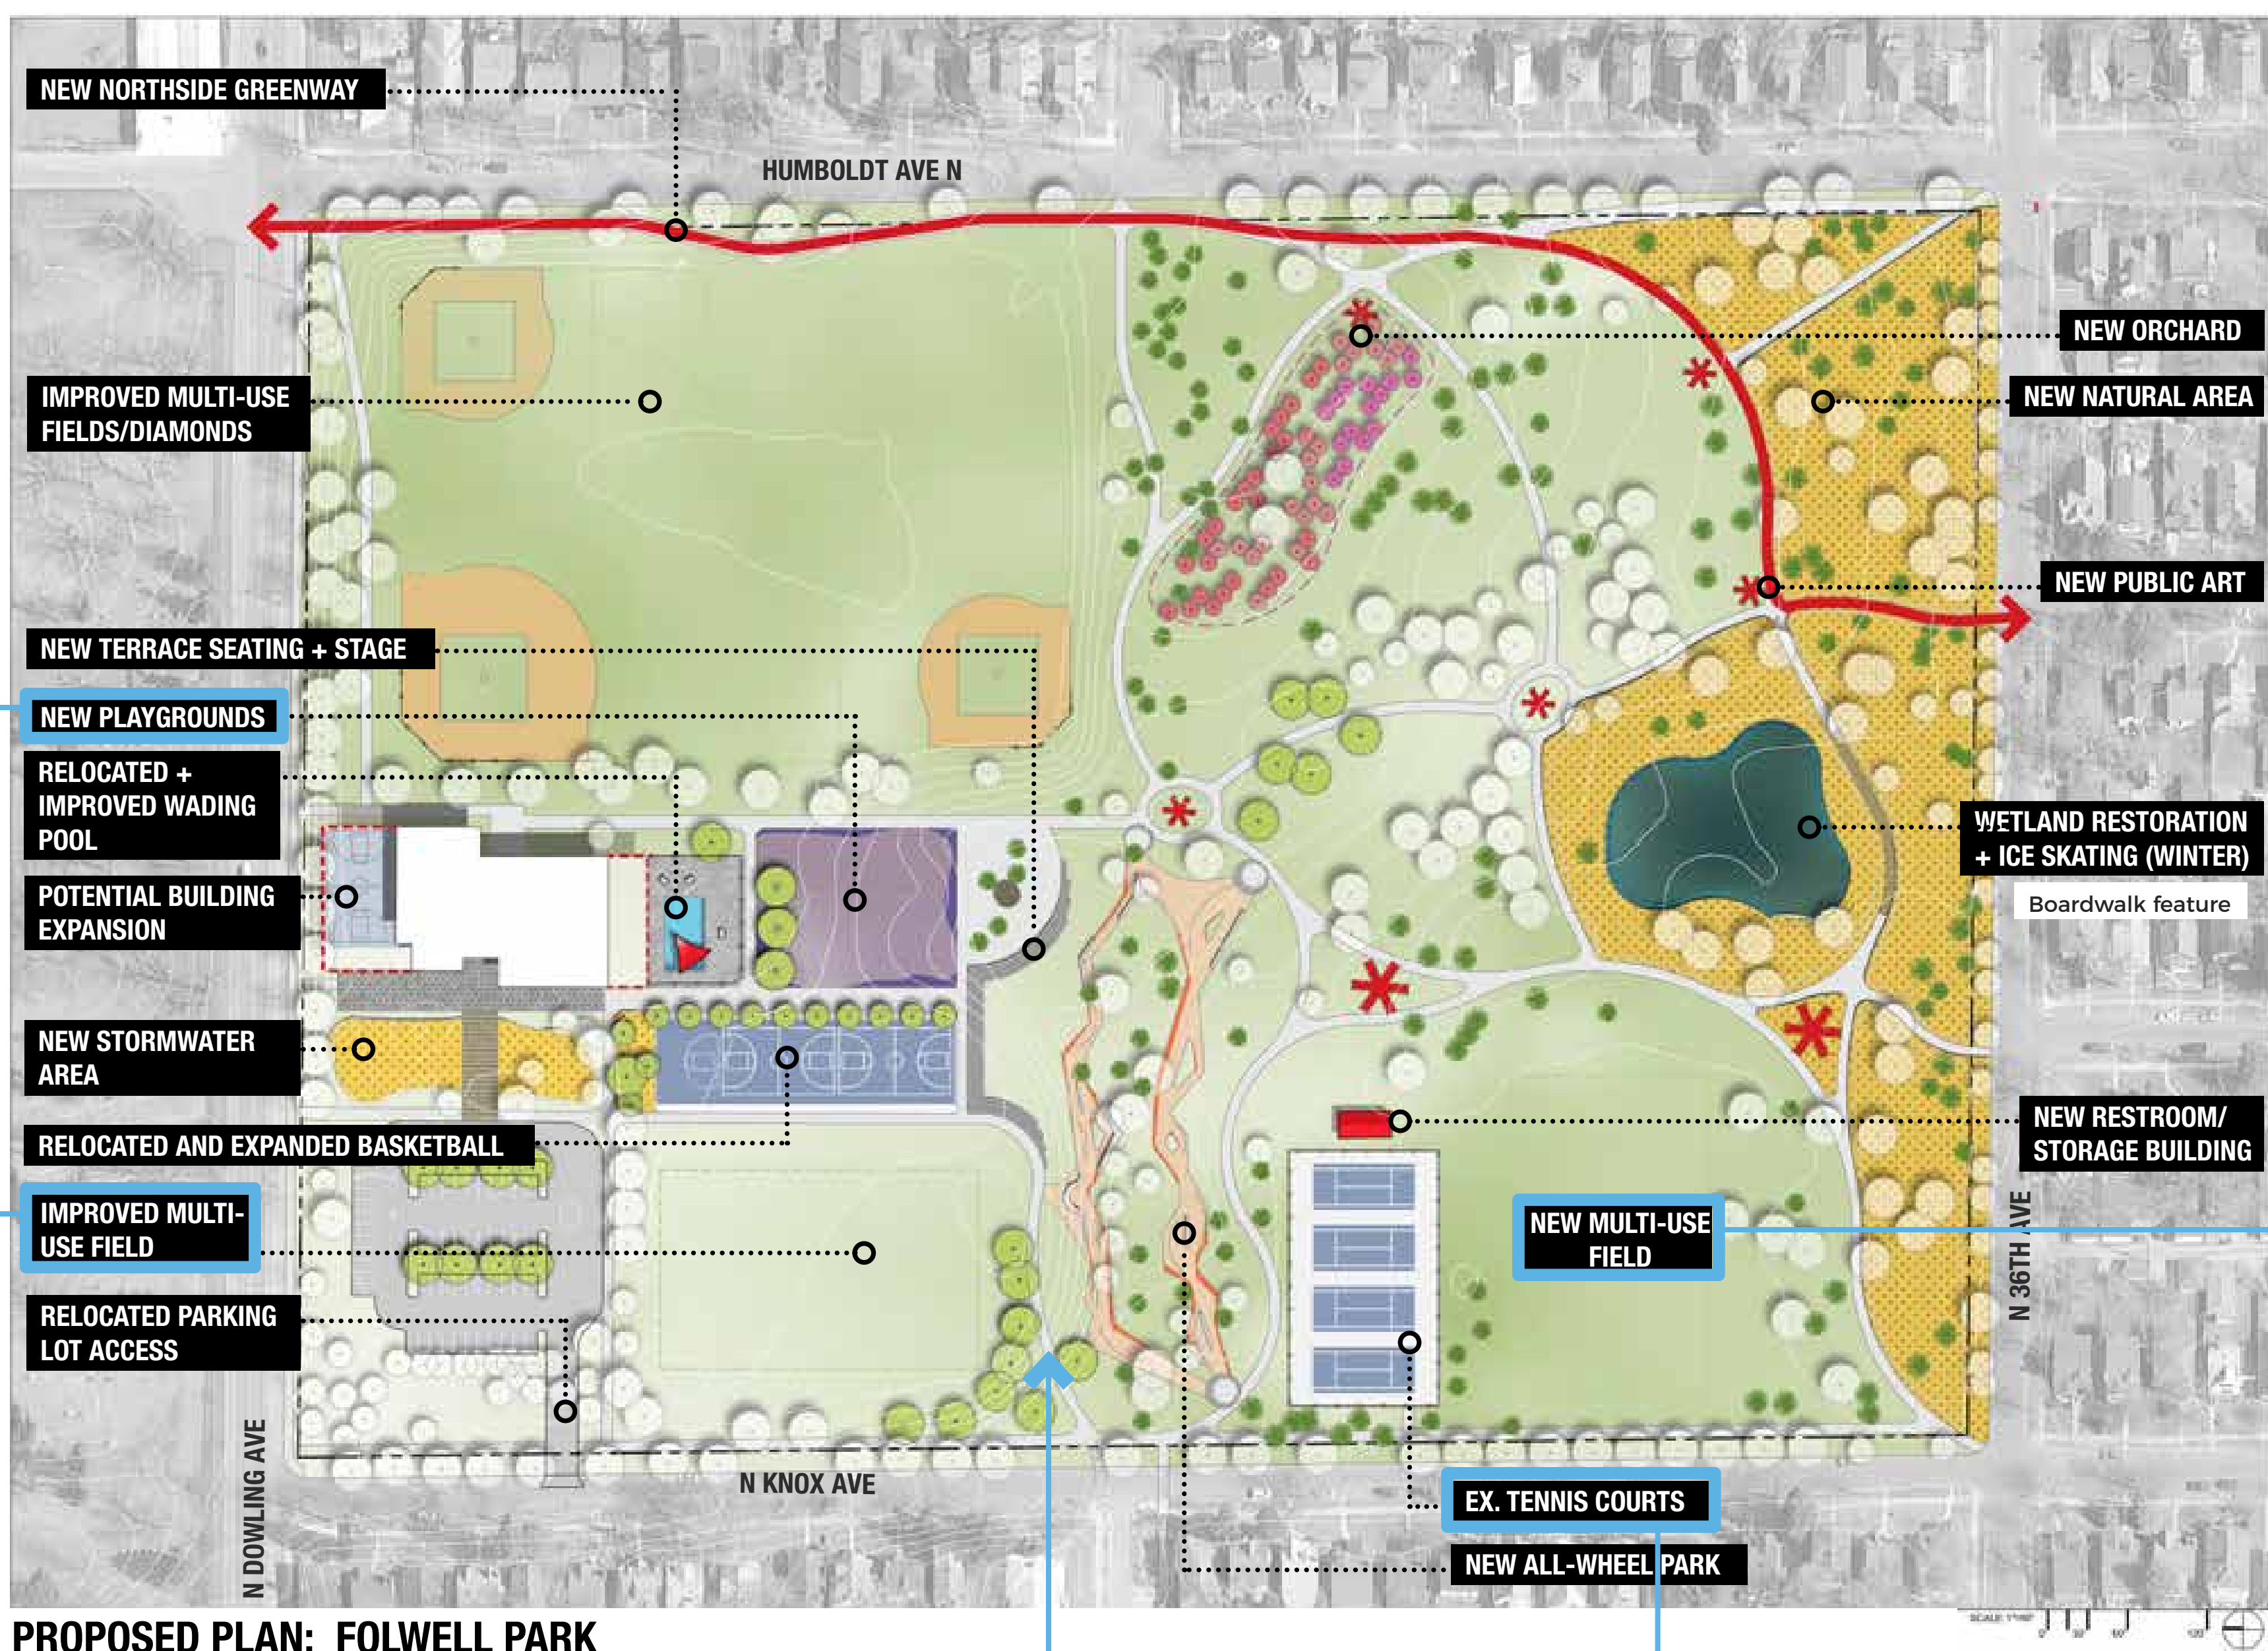 NEW NORTHSIDE GREENWAY
HUMBOLDT AVE N
NEW ORCHARD
IMPROVED MULTI-USE
FIELDS/DIAMONDS
NEW NATURAL AREA
NEW PUBLIC ART
NEW TERRACE SEATING + STAGE
NEW PLAYGROUNDS
RELOCATED +
IMPROVED WADING
POOL
WETLAND RESTORATION
+ ICE SKATING (WINTER)
Boardwalk feature
POTENTIAL BUILDING
EXPANSION
NEW STORMWATER
AREA
RELOCATED AND EXPANDED BASKETBALL
NEW RESTROOM/
STORAGE BUILDING
IMPROVED MULTI-
USE FIELD
NEW MULTI-USE
FIELD
N 36TH AVE
RELOCATED PARKING
LOT ACCESS
N DOWLING AVE
N KNOX AVE
EX. TENNIS COURTS
NEW ALL-WHEEL PARK
PROPOSED PLAN: FOLWELL PARK